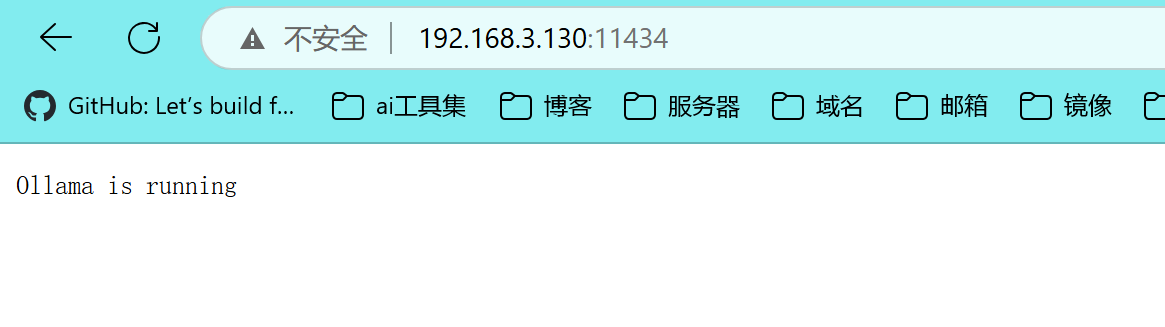 不安全 192.168.3.130:11434
GitHub: Let's build f... ai工具集 博客 服务器 域名 邮箱 镜像
Ollama is running